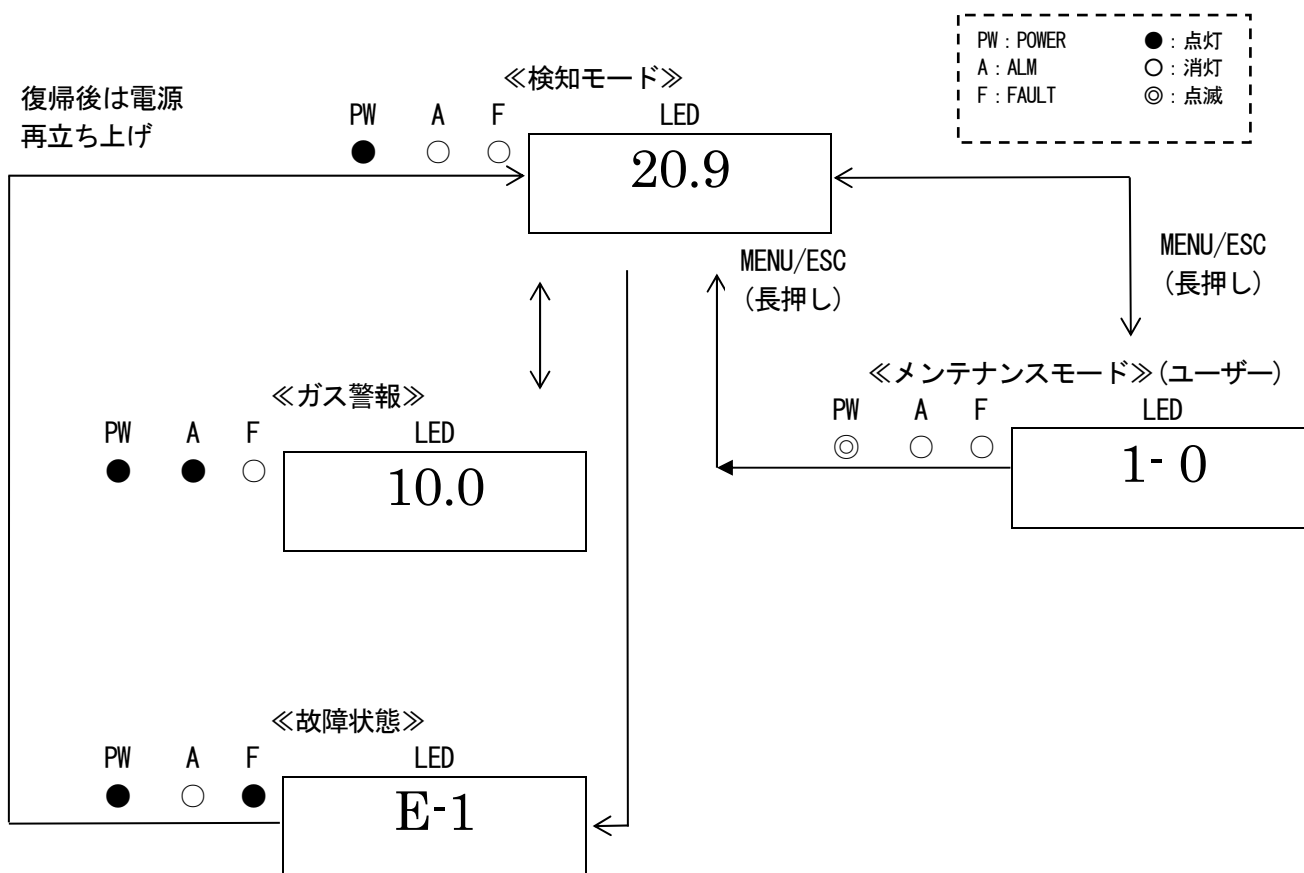 PW：POWER ●：点灯
A：ALM ○：消灯
F：FAULT ◎：点滅
復帰後は電源
再立ち上げ
≪検知モード≫
PW A F LED
● ○ ○
20.9
MENU/ESC
(長押し)
MENU/ESC
(長押し)
≪ガス警報≫
PW A F LED
● ● ○
10.0
≪メンテナンスモード≫(ユーザー)
PW A F LED
◎ ○ ○
1- 0
≪故障状態≫
PW A F LED
● ○ ●
E-1